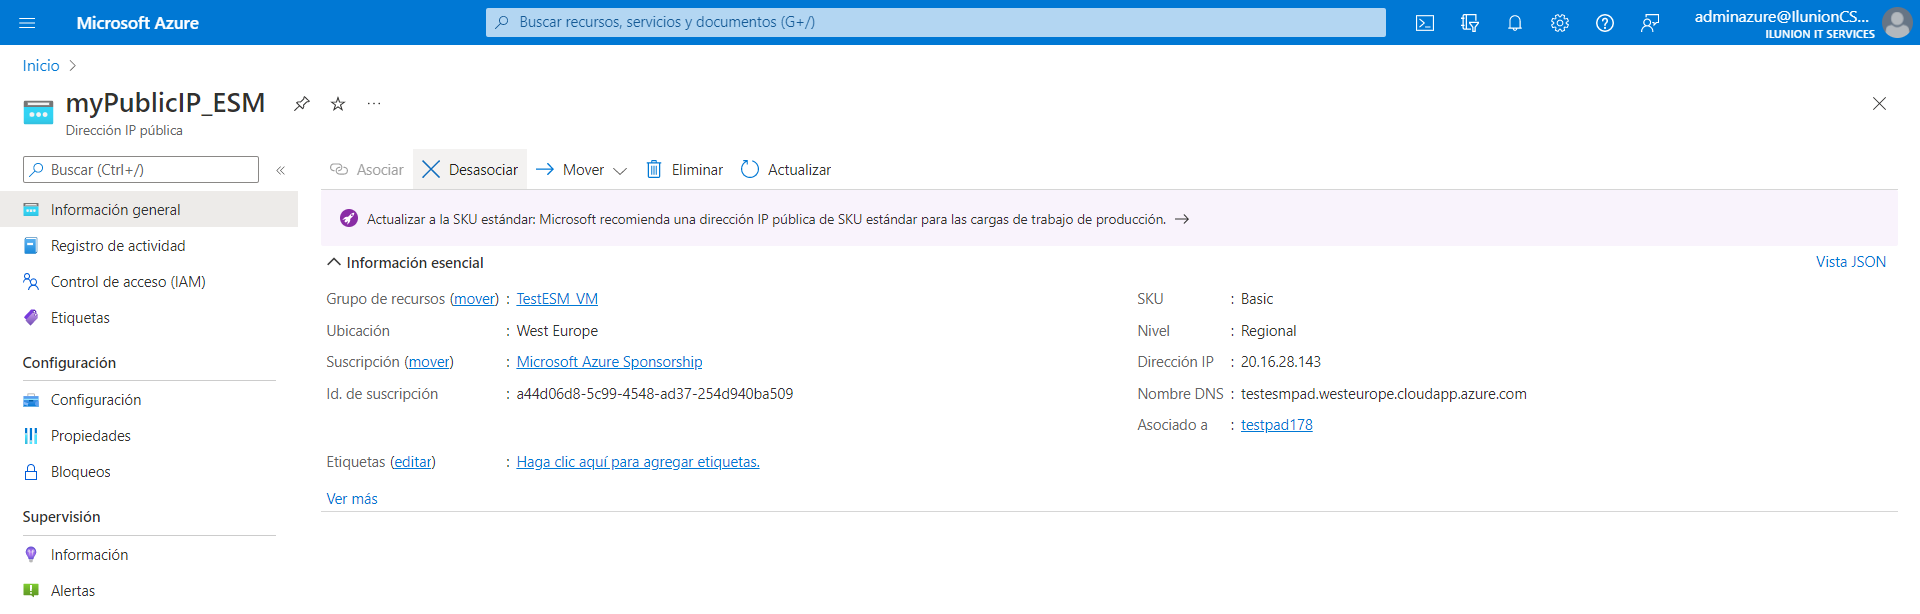 Microsoft Azure
Buscar recursos, servicios y documentos (G+/)
adminazure@IlunionCS...
ILUNION IT SERVICES
Inicio
myPublicIP_ESM
Dirección IP pública
Buscar (Ctrl+/)
Información general
Registro de actividad
Control de acceso (IAM)
Etiquetas
Configuración
Configuración
Propiedades
Bloqueos
Supervisión
Información
Alertas
Asociar Desasociar Mover Eliminar Actualizar
Actualizar a la SKU estándar: Microsoft recomienda una dirección IP pública de SKU estándar para las cargas de trabajo de producción.
Información esencial
Vista JSON
Grupo de recursos (mover) : TestESM_VM
Ubicación : West Europe
Suscripción (mover) : Microsoft Azure Sponsorship
Id. de suscripción : a44d06d8-5c99-4548-ad37-254d940ba509
SKU : Basic
Nivel : Regional
Dirección IP : 20.16.28.143
Nombre DNS : testesmpad.westeurope.cloudapp.azure.com
Asociado a : testpad178
Etiquetas (editar) : Haga clic aquí para agregar etiquetas.
Ver más